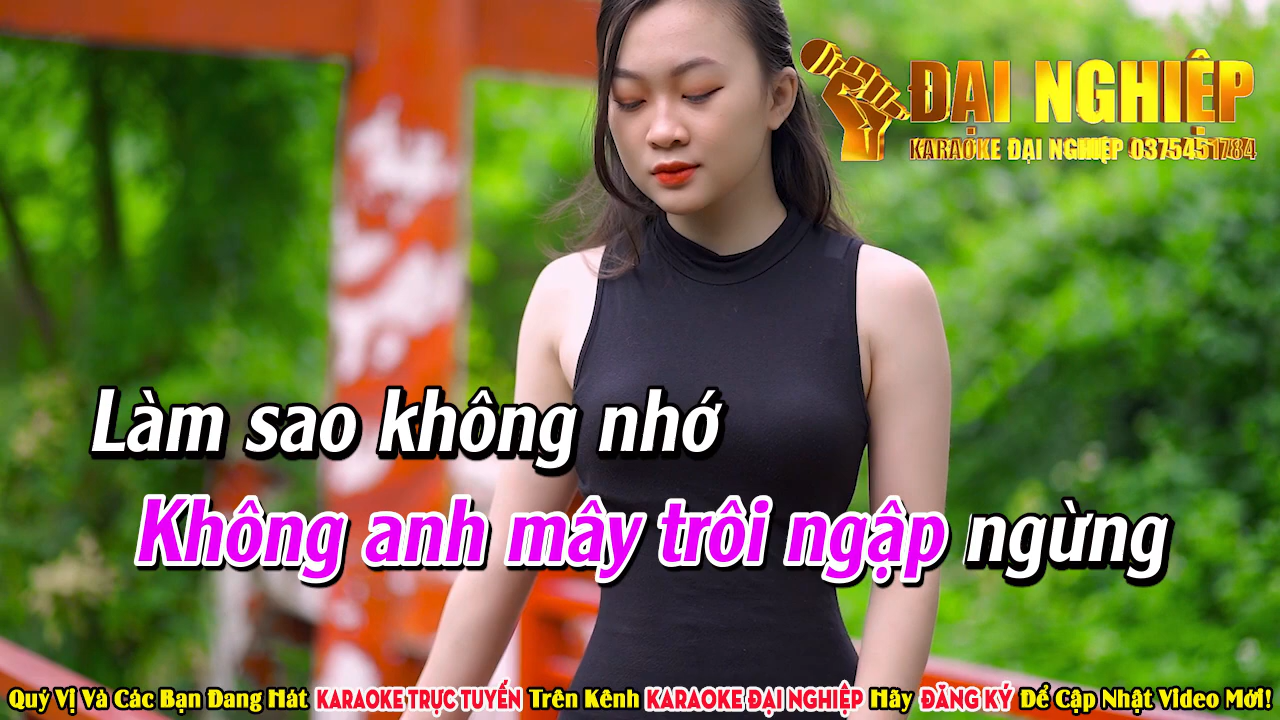 ĐẠI NGHIỆP
KARAOKE ĐẠI NGHIỆP 0375451784
Làm sao không nhớ
Không anh mây trôi ngập ngừng
Quý Vị Và Các Bạn Đang Hát KARAOKE TRỰC TUYẾN Trên Kênh KARAOKE ĐẠI NGHIỆP Hãy ĐĂNG KÝ Để Cập Nhật Video Mới!